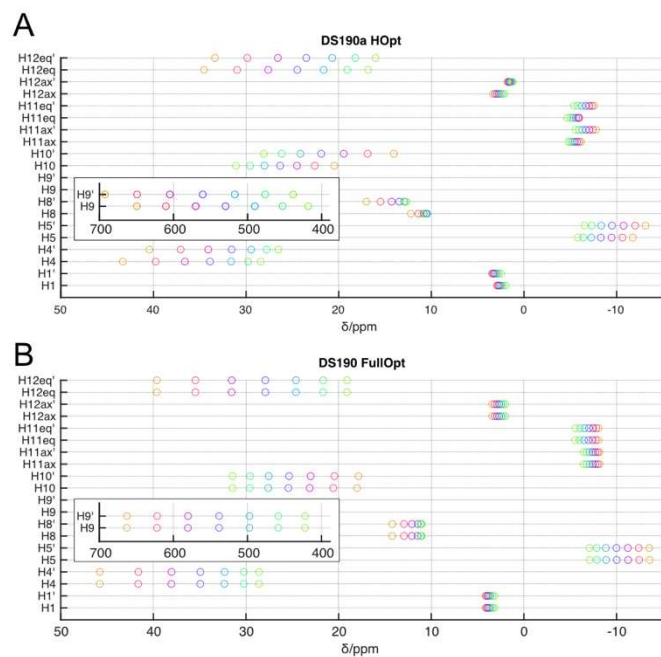 A
DS190a HOpt
H12eq'
H12eq
H12ax'
H12ax
H11eq'
H11eq
H11ax'
H11ax
H10'
H10
H9'
H9
H8'
H8
H5'
H5
H4'
H4
H1'
H1
H9'
H9
700 600 500 400
50 40 30 20 10 0 -10
δ/ppm
B
DS190 FullOpt
H12eq'
H12eq
H12ax'
H12ax
H11eq'
H11eq
H11ax'
H11ax
H10'
H10
H9'
H9
H8'
H8
H5'
H5
H4'
H4
H1'
H1
H9'
H9
700 600 500 400
50 40 30 20 10 0 -10
δ/ppm